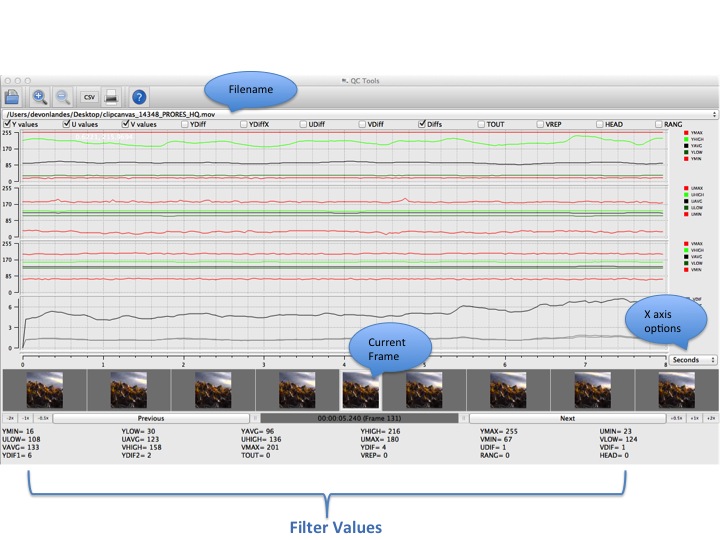 QC Tools
Filename
CSV
?
/Users/devonlandes/Desktop/clipcanvas_14348_PRORES_HQ.mov
Y values U values V values YDiff YDiffX UDiff VDiff Diffs TOUT VREP HEAD RANG
255
170
85
0
YMAX
YHIGH
YAVG
YLOW
YMIN
255
170
85
0
UMAX
UHIGH
UAVG
ULOW
UMIN
255
170
85
0
VMAX
VHIGH
VAVG
VLOW
VMIN
6
3
0
X axis
options
Current
Frame
0 1 2 3 4 5 6 7 8
Seconds
-2x -1x -0.5x Previous 00:00:05.240 (Frame 131) Next +0.5x +1x +2x
YMIN= 16 YLOW= 30 YAVG= 96 YHIGH= 216 YMAX= 255 UMIN= 23
ULOW= 108 UAVG= 123 UHIGH= 136 UMAX= 180 VMIN= 67 VLOW= 124
VAVG= 133 VHIGH= 158 VMAX= 201 YDIF= 4 UDIF= 1 VDIF= 1
YDIF1= 6 YDIF2= 2 TOUT= 0 VREP= 0 RANG= 0 HEAD= 0
Filter Values